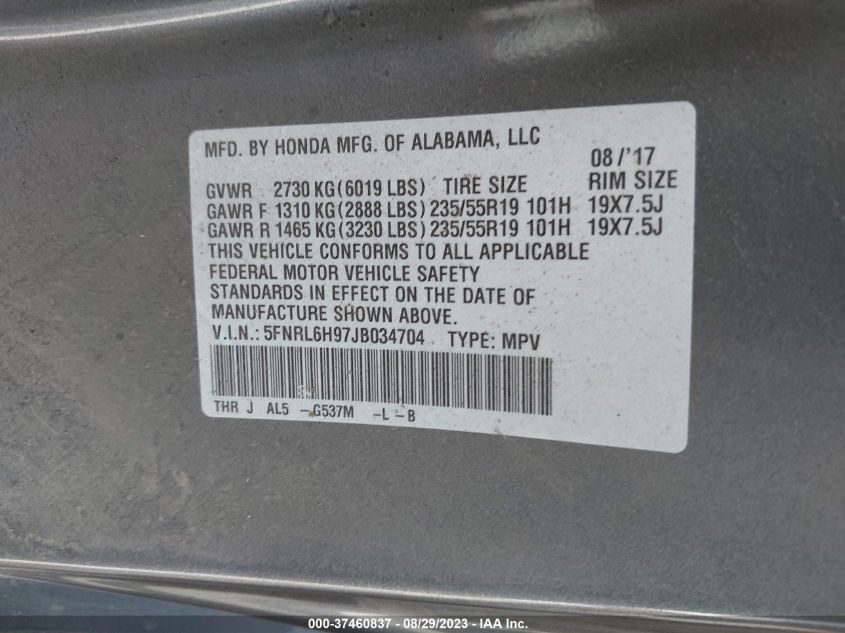 MFD. BY HONDA MFG. OF ALABAMA, LLC 08/'17
GVWR 2730 KG(6019 LBS) TIRE SIZE RIM SIZE
GAWR F 1310 KG(2888 LBS) 235/55R19 101H 19X7.5J
GAWR R 1465 KG(3230 LBS) 235/55R19 101H 19X7.5J
THIS VEHICLE CONFORMS TO ALL APPLICABLE
FEDERAL MOTOR VEHICLE SAFETY
STANDARDS IN EFFECT ON THE DATE OF
MANUFACTURE SHOWN ABOVE.
V.I.N.: 5FNRL6H97JB034704 TYPE: MPV
THR J AL5 -G537M -L-B
000-37460837 - 08/29/2023 - IAA Inc.